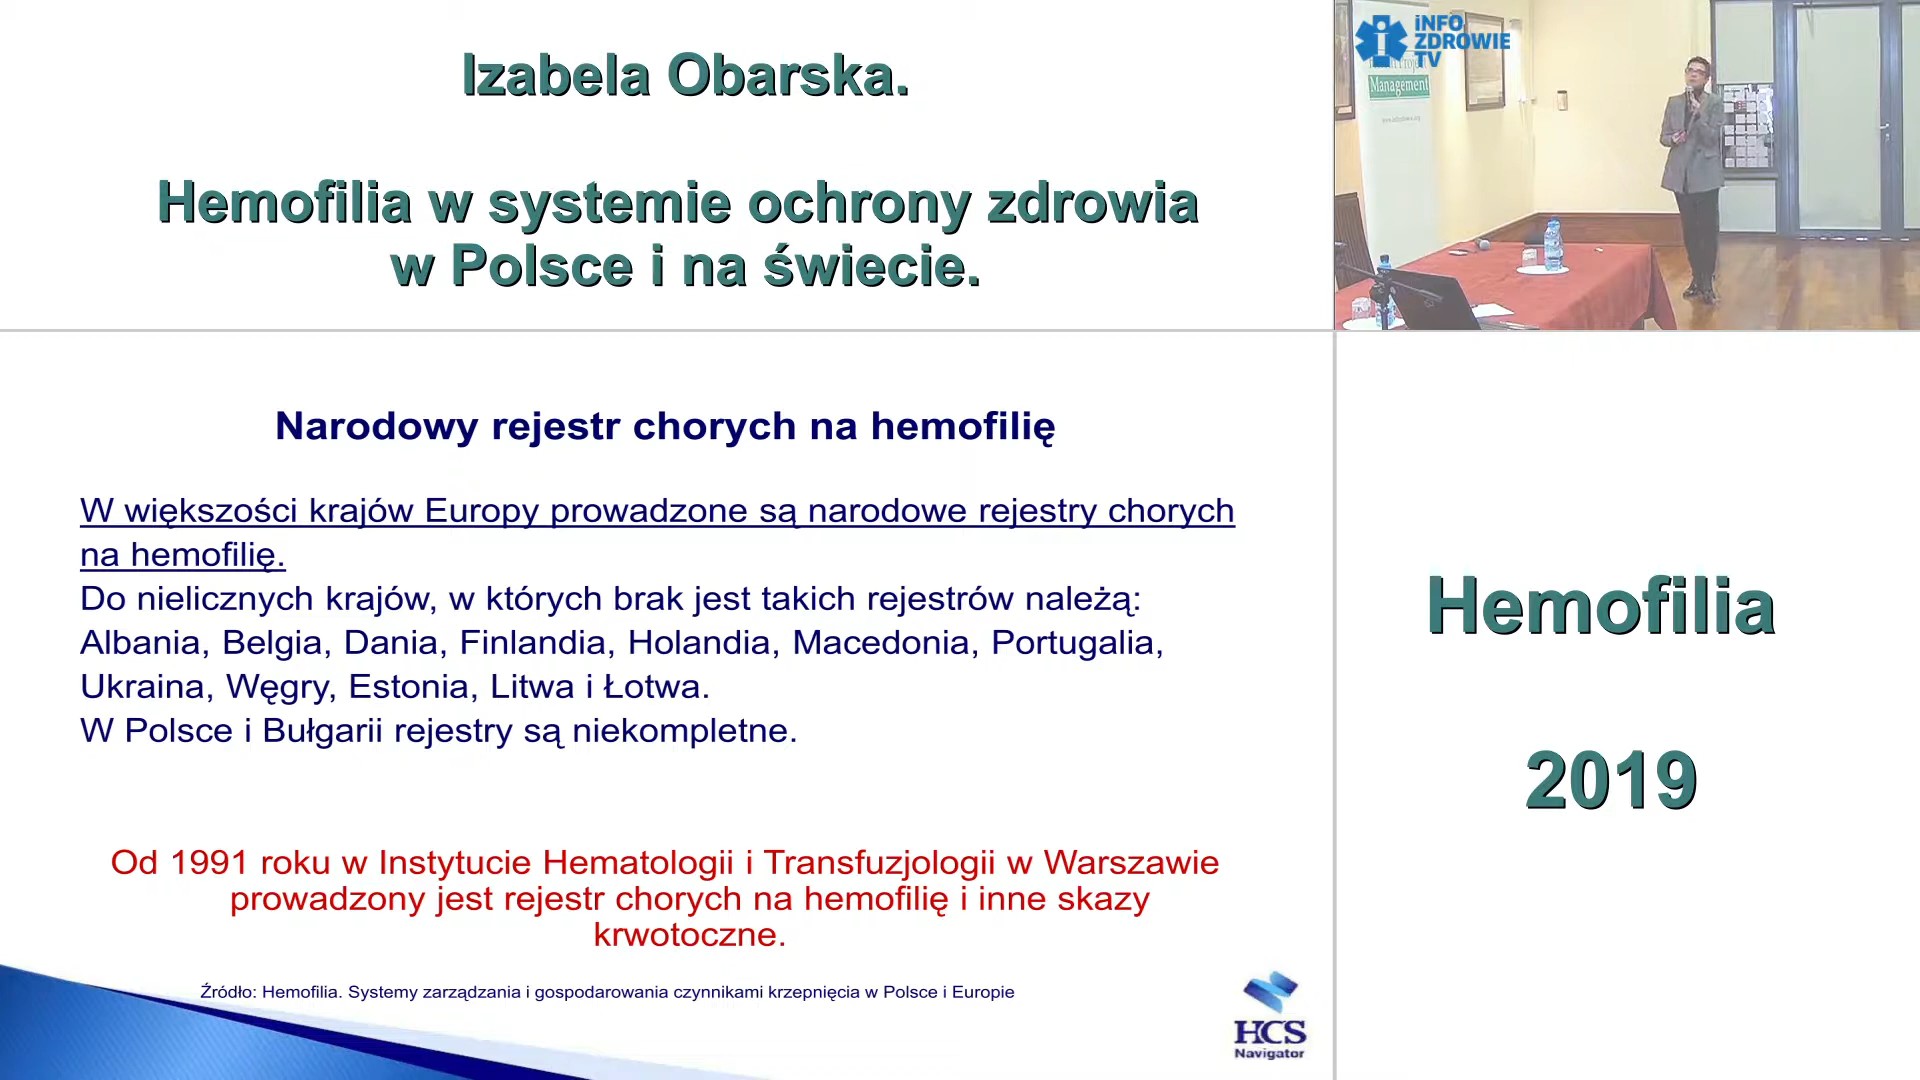 Izabela Obarska.
Hemofilia w systemie ochrony zdrowia
w Polsce i na świecie.
iNFO
ZDROWIE
TV
Management
Narodowy rejestr chorych na hemofilię
W większości krajów Europy prowadzone są narodowe rejestry chorych
na hemofilię.
Do nielicznych krajów, w których brak jest takich rejestrów należą:
Albania, Belgia, Dania, Finlandia, Holandia, Macedonia, Portugalia,
Ukraina, Węgry, Estonia, Litwa i Łotwa.
W Polsce i Bułgarii rejestry są niekompletne.
Od 1991 roku w Instytucie Hematologii i Transfuzjologii w Warszawie
prowadzony jest rejestr chorych na hemofilię i inne skazy
krwotoczne.
Źródło: Hemofilia. Systemy zarządzania i gospodarowania czynnikami krzepnięcia w Polsce i Europie
HCS
Navigator
Hemofilia
2019